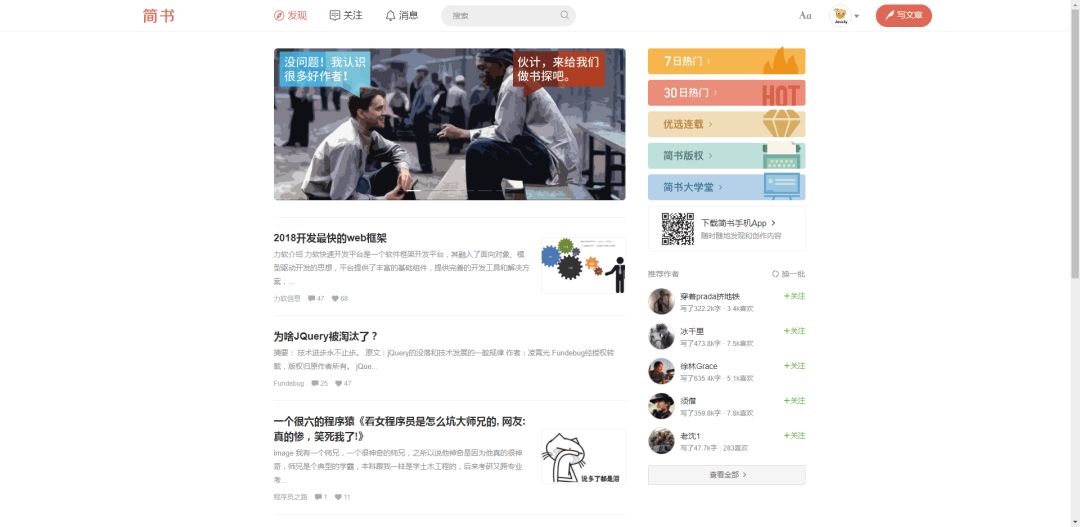 简书
发现
关注
消息
搜索
Aa
写文章
没问题！我认识
很多好作者！
伙计，来给我们
做书探吧。
7日热门
30日热门
HOT
优选连载
简书版权
简书大学堂
下载简书手机App
随时随地发现和创作内容
2018开发最快的web框架
力软介绍 力软快速开发平台是一个软件框架开发平台，其融入了面向对象、模
型驱动开发的思想，平台提供了丰富的基础组件，提供完善的开发工具和解决方
案，...
力软信息 47 68
为啥JQuery被淘汰了？
摘要： 技术进步永不止步。 原文：jQuery的没落和技术发展的一般规律 作者：凌霄光 Fundebug经授权转
载，版权归原作者所有。 jQue...
Fundebug 25 47
一个很六的程序猿《看女程序员是怎么坑大师兄的, 网友:
真的惨，笑死我了!》
image 我有一个师兄，一个很神奇的师兄，之所以说他神奇是因为他真的很神
奇，师兄是个典型的学霸，本科跟我一样是学土木工程的，后来考研又跨专业
考...
说多了都是泪
程序员之路 1 11
推荐作者
换一批
穿着prada挤地铁
+关注
写了322.2k字 · 3.4k喜欢
冰千里
+关注
写了473.8k字 · 7.5k喜欢
徐林Grace
+关注
写了635.4k字 · 5.1k喜欢
须僧
+关注
写了359.8k字 · 7.8k喜欢
老沈1
+关注
写了47.7k字 · 283喜欢
查看全部